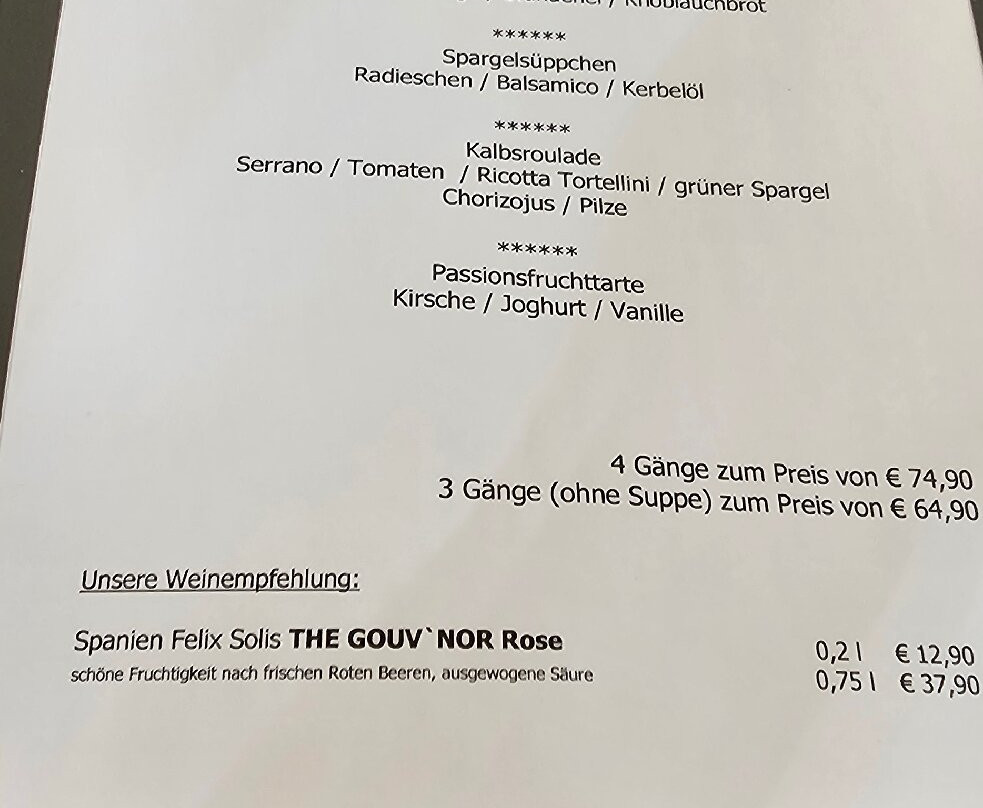 / Knoblauchbrot
******
Spargelsüppchen
Radieschen / Balsamico / Kerbelöl
******
Kalbsroulade
Serrano / Tomaten / Ricotta Tortellini / grüner Spargel
Chorizojus / Pilze
******
Passionsfruchttarte
Kirsche / Joghurt / Vanille
4 Gänge zum Preis von € 74,90
3 Gänge (ohne Suppe) zum Preis von € 64,90
Unsere Weinempfehlung:
Spanien Felix Solis THE GOUV`NOR Rose
0,2 l € 12,90
schöne Fruchtigkeit nach frischen Roten Beeren, ausgewogene Säure
0,75 l € 37,90